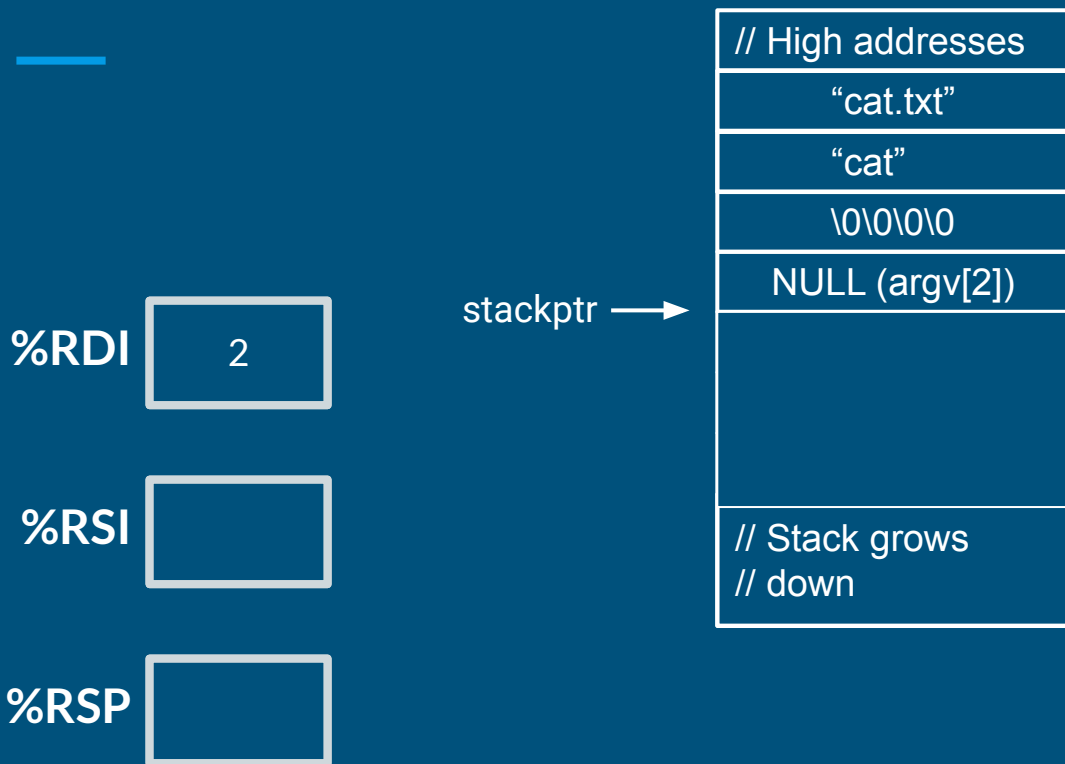 // High addresses
“cat.txt”
“cat”
\0\0\0\0
NULL (argv[2])
stackptr
%RDI
2
%RSI
// Stack grows
// down
%RSP